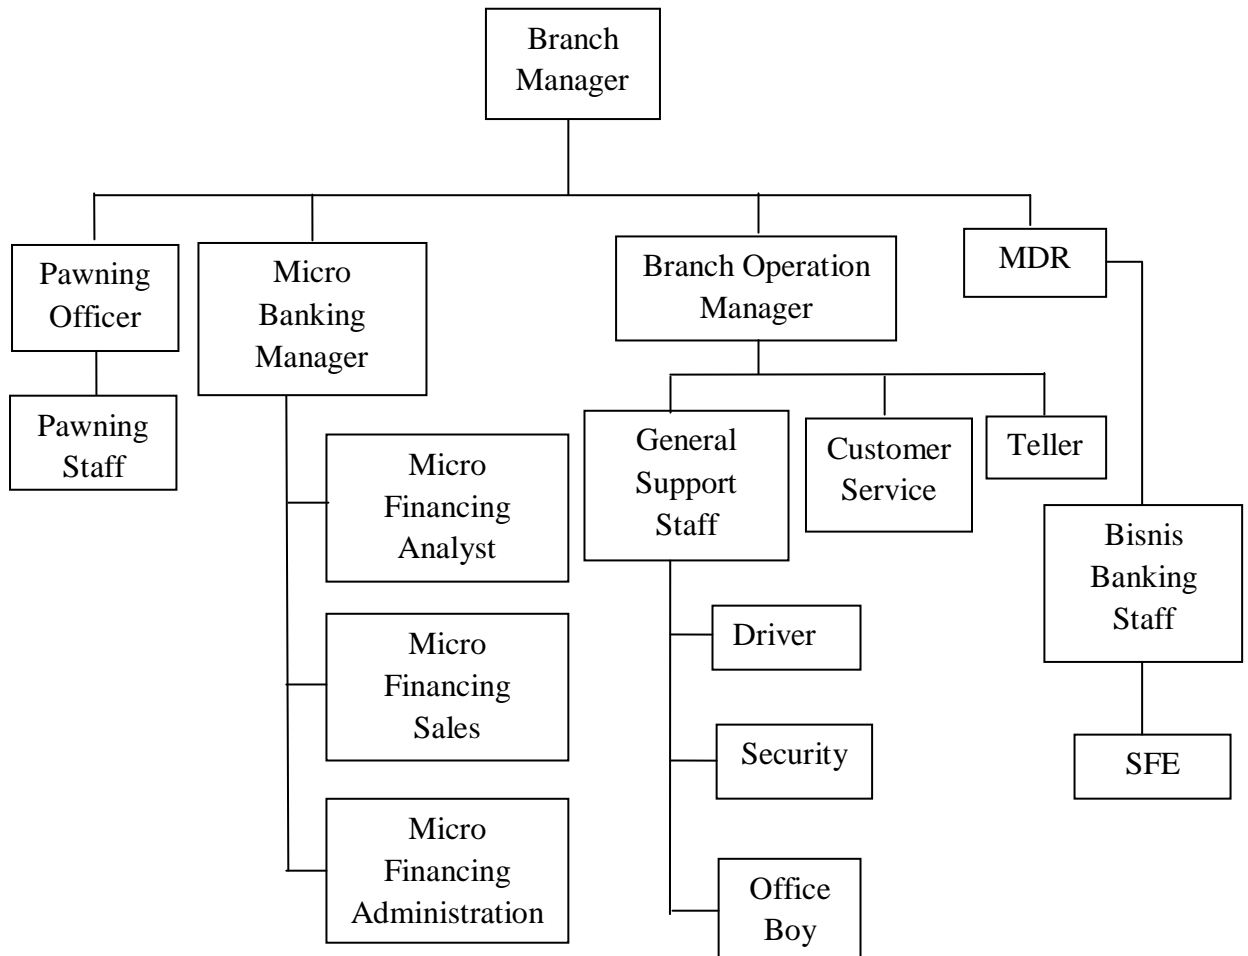 Branch
Manager
Pawning
Officer
Micro
Banking
Manager
Branch Operation
Manager
MDR
Pawning
Staff
General
Support
Staff
Customer
Service
Teller
Micro
Financing
Analyst
Bisnis
Banking
Staff
Driver
Micro
Financing
Sales
Security
SFE
Micro
Financing
Administration
Office
Boy